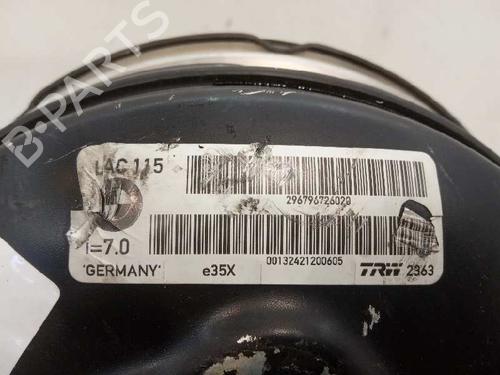 B-PARTS
LAC 115
296796726020
i=7.0
00132421200605
'GERMANY'
e35X
TRW 2363